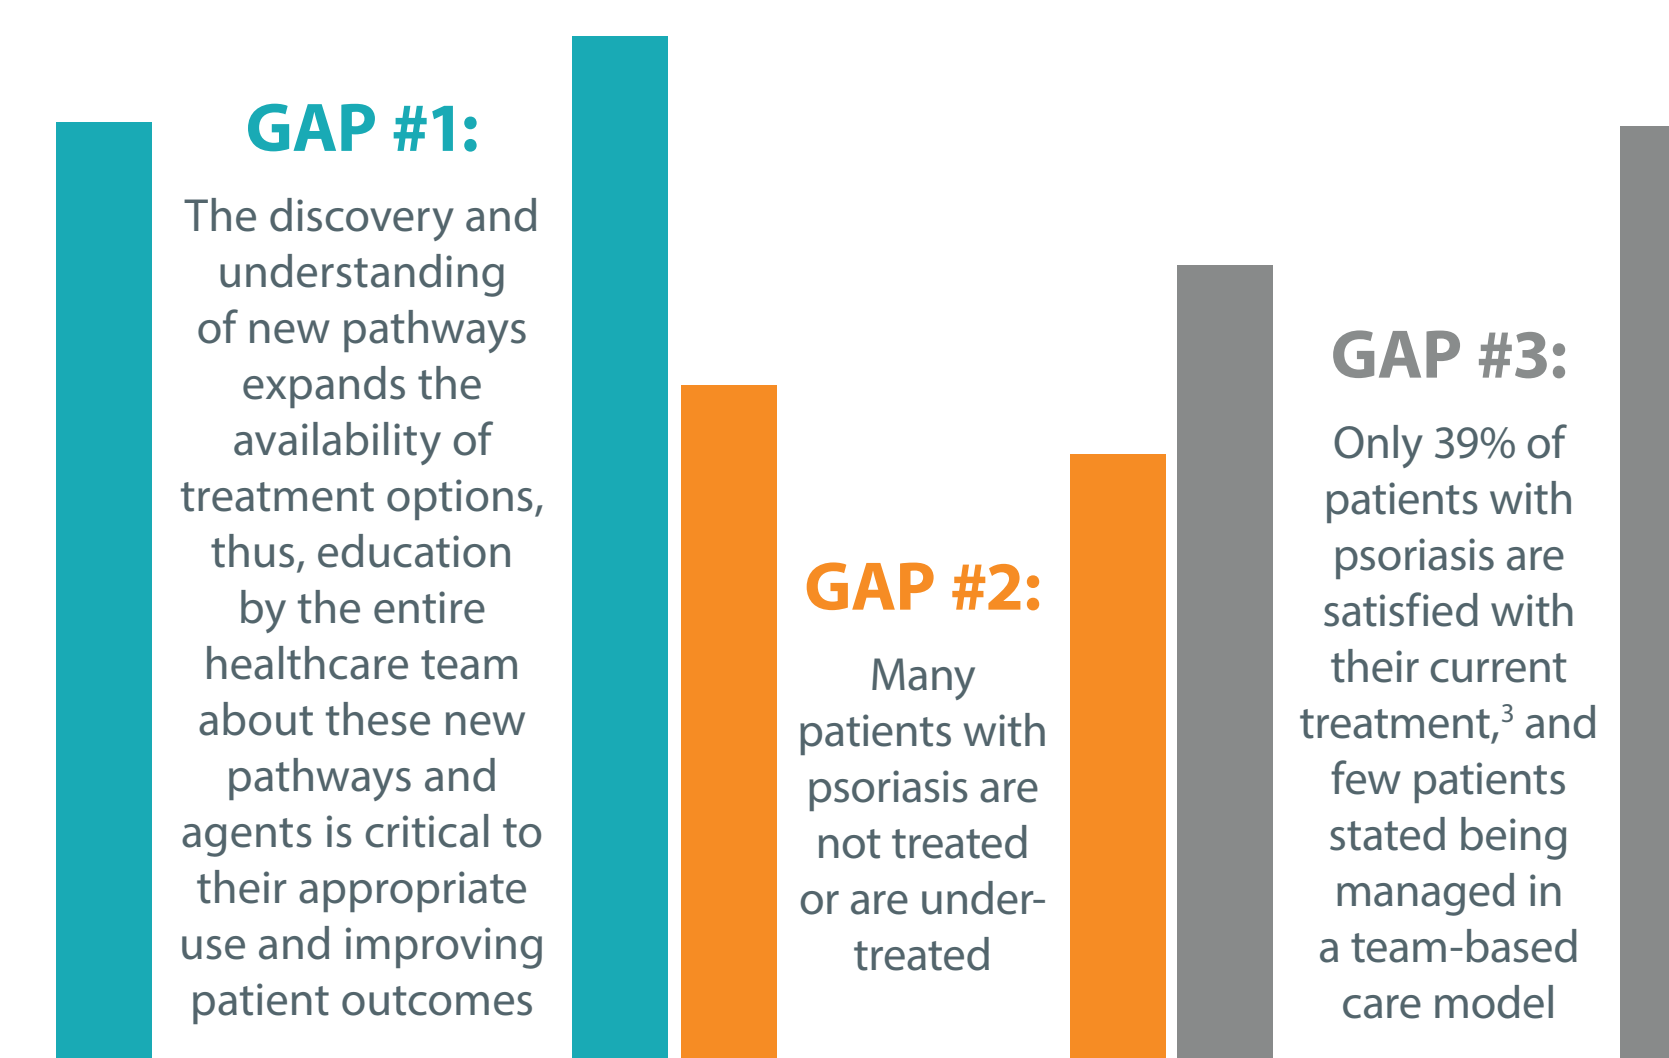 GAP #1:
The discovery and
understanding
of new pathways
expands the
availability of
treatment options,
thus, education
by the entire
healthcare team
about these new
pathways and
agents is critical to
their appropriate
use and improving
patient outcomes
GAP #2:
Many
patients with
psoriasis are
not treated
or are under-
treated
GAP #3:
Only 39% of
patients with
psoriasis are
satisfied with
their current
treatment,³ and
few patients
stated being
managed in
a team-based
care model